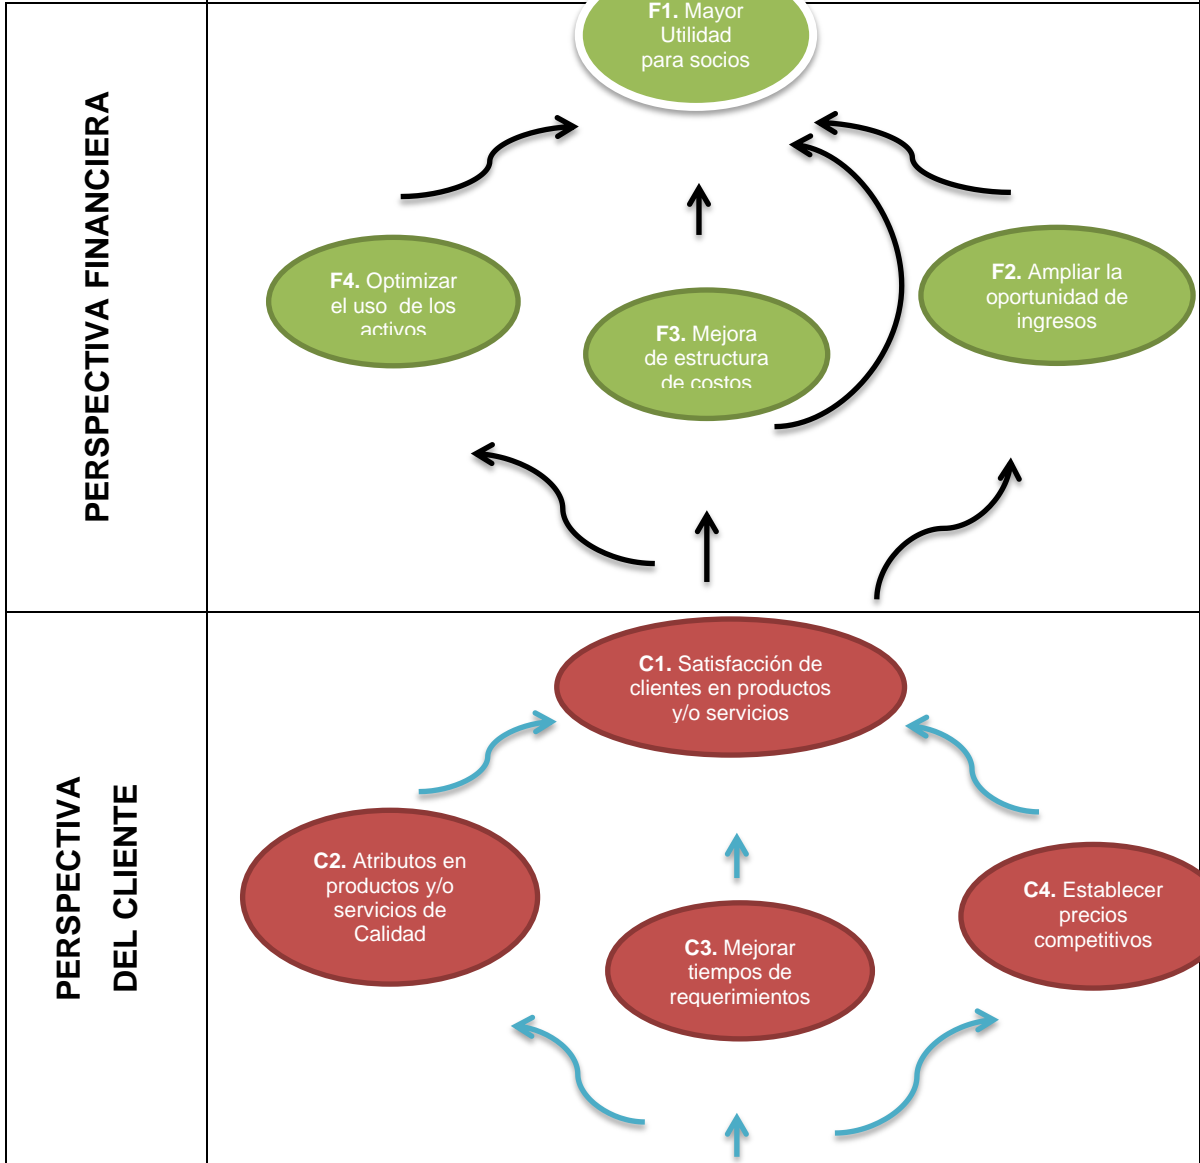 PERSPECTIVA FINANCIERA
F1. Mayor
Utilidad
para socios
F4. Optimizar
el uso de los
activos
F3. Mejora
de estructura
de costos
F2. Ampliar la
oportunidad de
ingresos
PERSPECTIVA
DEL CLIENTE
C1. Satisfacción de
clientes en productos
y/o servicios
C2. Atributos en
productos y/o
servicios de
Calidad
C3. Mejorar
tiempos de
requerimientos
C4. Establecer
precios
competitivos